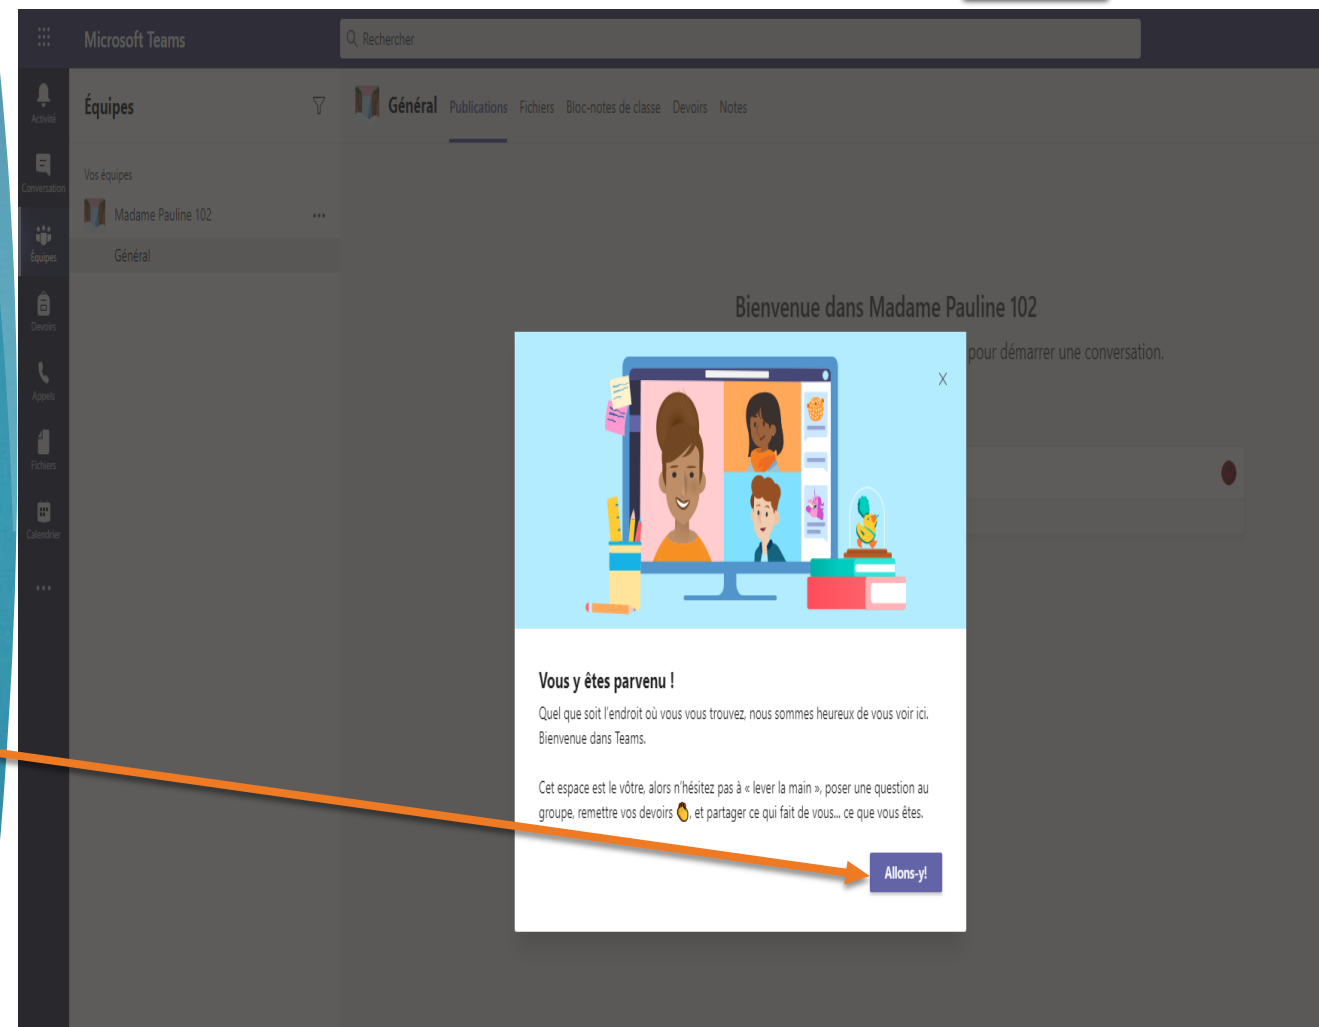 Microsoft Teams
Rechercher
Activité
Conversation
Équipes
Devoirs
Appels
Fichiers
Calendrier
Équipes
Vos équipes
Madame Pauline 102
Général
Général Publications Fichiers Bloc-notes de classe Devoirs Notes
Bienvenue dans Madame Pauline 102
pour démarrer une conversation.
X
Vous y êtes parvenu !
Quel que soit l'endroit où vous vous trouvez, nous sommes heureux de vous voir ici.
Bienvenue dans Teams.
Cet espace est le vôtre, alors n'hésitez pas à « lever la main », poser une question au
groupe, remettre vos devoirs 👏, et partager ce qui fait de vous... ce que vous êtes.
Allons-y!